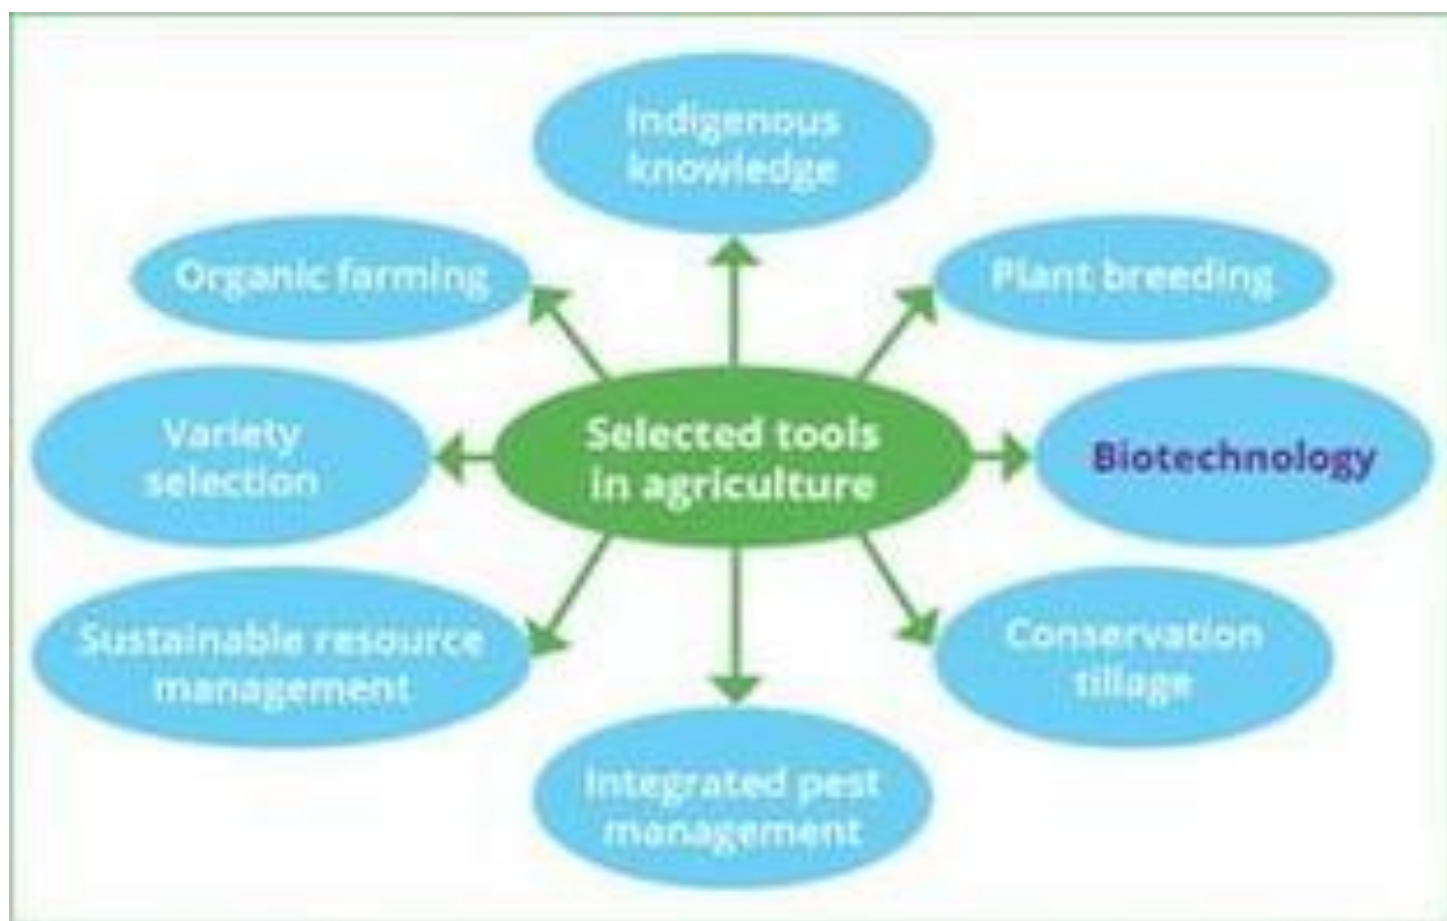 Indigenous
knowledge
Organic farming
Plant breeding
Variety
selection
Selected tools
in agriculture
Biotechnology
Sustainable resource
management
Conservation
tillage
Integrated pest
management